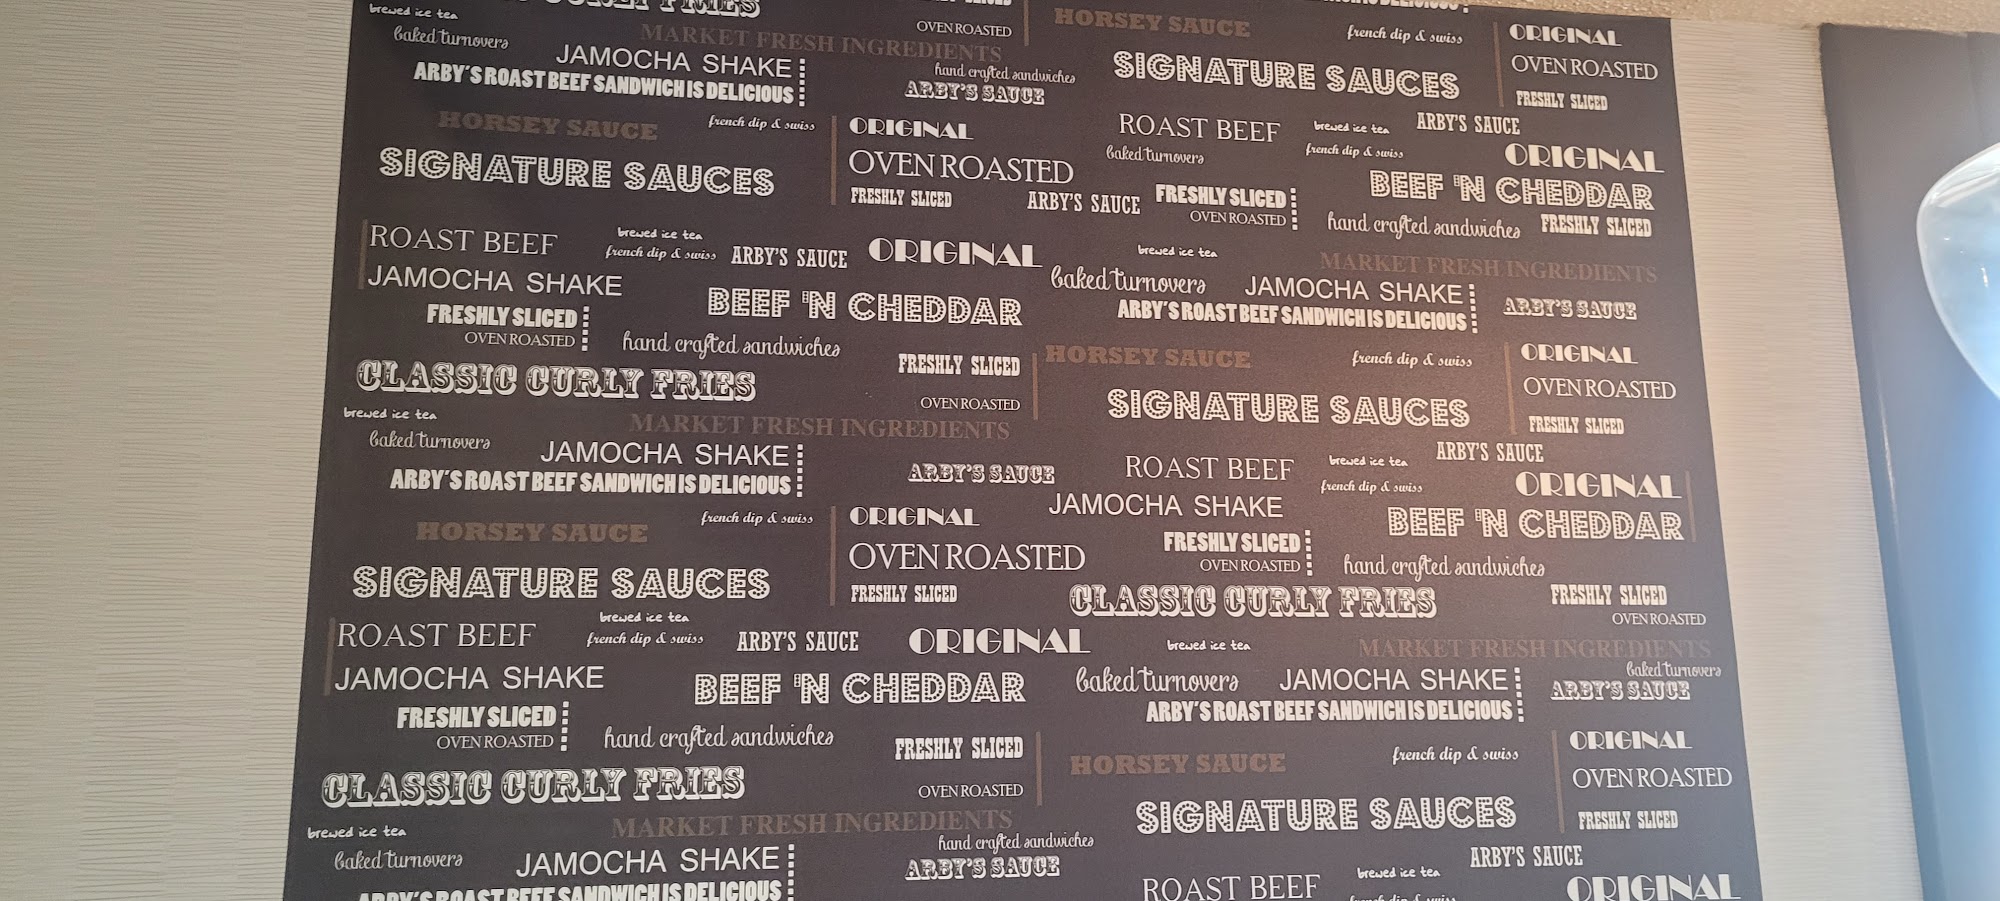 CLASSIC CURLY FRIES
HORSEY SAUCE
brewed ice tea
OVEN ROASTED
french dip & swiss
ORIGINAL
baked turnovers
MARKET FRESH INGREDIENTS
OVEN ROASTED
JAMOCHA SHAKE
hand crafted sandwiches
SIGNATURE SAUCES
ARBY'S ROAST BEEF SANDWICH IS DELICIOUS
ARBY'S SAUCE
FRESHLY SLICED
HORSEY SAUCE
french dip & swiss
ORIGINAL
ROAST BEEF
brewed ice tea
ARBY'S SAUCE
SIGNATURE SAUCES
OVEN ROASTED
baked turnovers
french dip & swiss
ORIGINAL
FRESHLY SLICED
ARBY'S SAUCE
FRESHLY SLICED
BEEF 'N CHEDDAR
OVEN ROASTED
hand crafted sandwiches
FRESHLY SLICED
ROAST BEEF
brewed ice tea
french dip & swiss
ARBY'S SAUCE
ORIGINAL
brewed ice tea
MARKET FRESH INGREDIENTS
JAMOCHA SHAKE
BEEF 'N CHEDDAR
baked turnovers
JAMOCHA SHAKE
ARBY'S SAUCE
FRESHLY SLICED
ARBY'S ROAST BEEF SANDWICH IS DELICIOUS
OVEN ROASTED
hand crafted sandwiches
FRESHLY SLICED
HORSEY SAUCE
french dip & swiss
ORIGINAL
CLASSIC CURLY FRIES
OVEN ROASTED
SIGNATURE SAUCES
OVEN ROASTED
brewed ice tea
MARKET FRESH INGREDIENTS
FRESHLY SLICED
baked turnovers
JAMOCHA SHAKE
ARBY'S SAUCE
ROAST BEEF
brewed ice tea
ARBY'S SAUCE
ARBY'S ROAST BEEF SANDWICH IS DELICIOUS
french dip & swiss
ORIGINAL
HORSEY SAUCE
french dip & swiss
ORIGINAL
JAMOCHA SHAKE
BEEF 'N CHEDDAR
SIGNATURE SAUCES
OVEN ROASTED
FRESHLY SLICED
OVEN ROASTED
hand crafted sandwiches
FRESHLY SLICED
CLASSIC CURLY FRIES
FRESHLY SLICED
OVEN ROASTED
ROAST BEEF
brewed ice tea
french dip & swiss
ARBY'S SAUCE
ORIGINAL
brewed ice tea
MARKET FRESH INGREDIENTS
baked turnovers
JAMOCHA SHAKE
BEEF 'N CHEDDAR
baked turnovers
JAMOCHA SHAKE
ARBY'S SAUCE
FRESHLY SLICED
ARBY'S ROAST BEEF SANDWICH IS DELICIOUS
OVEN ROASTED
hand crafted sandwiches
FRESHLY SLICED
HORSEY SAUCE
french dip & swiss
ORIGINAL
CLASSIC CURLY FRIES
OVEN ROASTED
SIGNATURE SAUCES
OVEN ROASTED
brewed ice tea
MARKET FRESH INGREDIENTS
FRESHLY SLICED
baked turnovers
JAMOCHA SHAKE
hand crafted sandwiches
ARBY'S SAUCE
ARBY'S SAUCE
ARBY'S ROAST BEEF SANDWICH IS DELICIOUS
ROAST BEEF
brewed ice tea
french dip & swiss
ORIGINAL